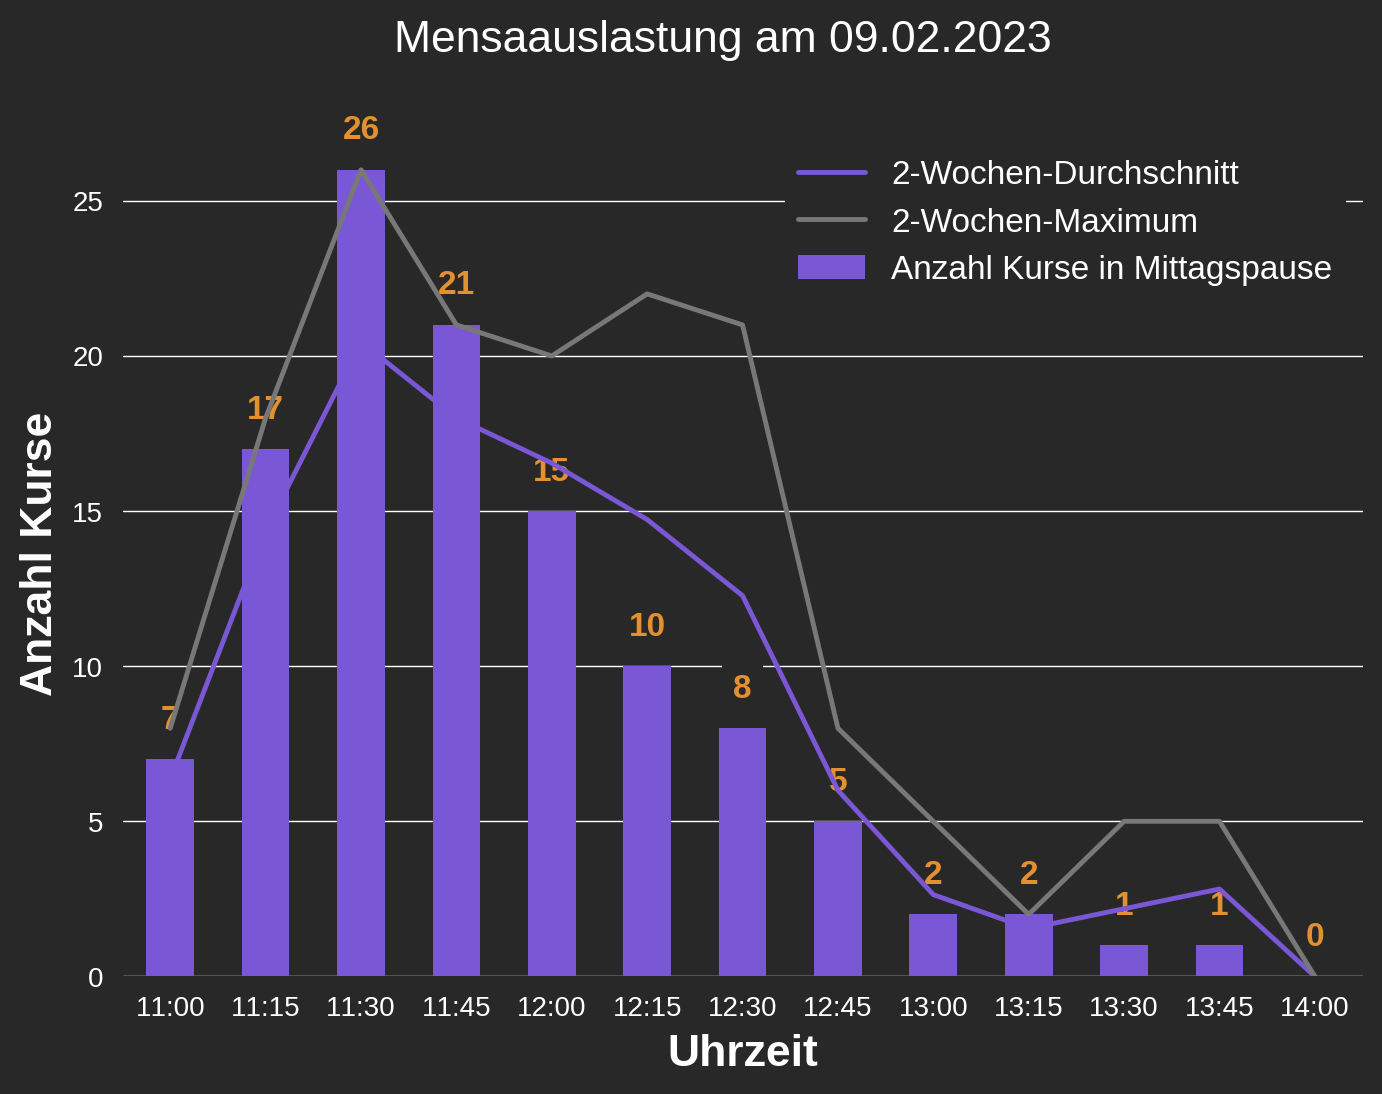 Mensaauslastung am 09.02.2023
2-Wochen-Durchschnitt
2-Wochen-Maximum
Anzahl Kurse in Mittagspause
Anzahl Kurse
25
20
15
10
5
0
7
17
26
21
15
10
8
5
2
2
1
1
0
11:00 11:15 11:30 11:45 12:00 12:15 12:30 12:45 13:00 13:15 13:30 13:45 14:00
Uhrzeit